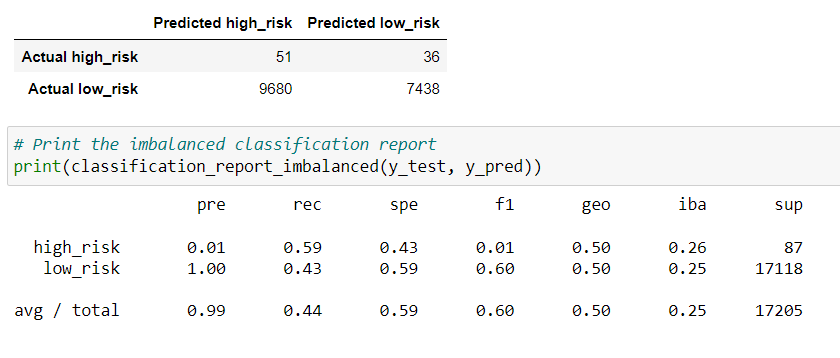 Predicted high_risk Predicted low_risk
Actual high_risk 51 36
Actual low_risk 9680 7438
# Print the imbalanced classification report
print(classification_report_imbalanced(y_test, y_pred))
pre rec spe f1 geo iba sup
high_risk 0.01 0.59 0.43 0.01 0.50 0.26 87
low_risk 1.00 0.43 0.59 0.60 0.50 0.25 17118
avg / total 0.99 0.44 0.59 0.60 0.50 0.25 17205